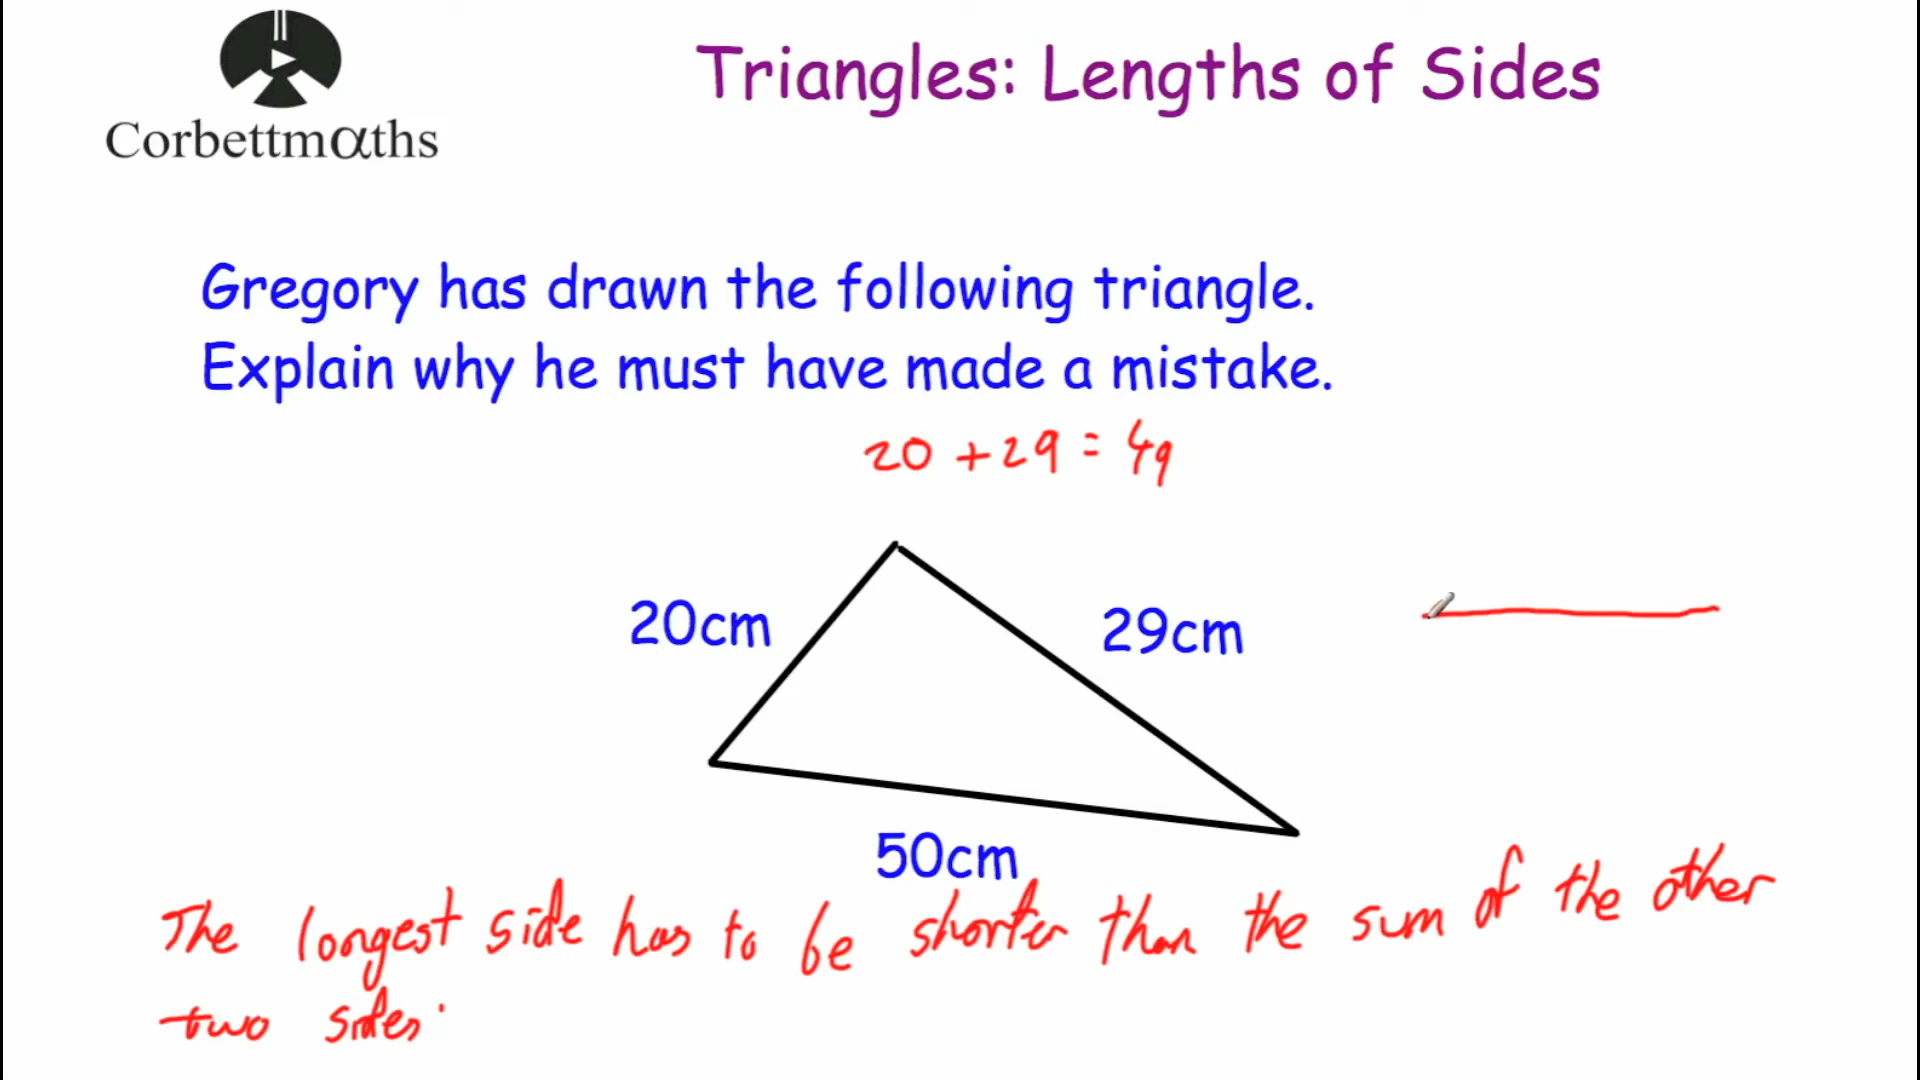 Corbettmαths
Triangles: Lengths of Sides
Gregory has drawn the following triangle.
Explain why he must have made a mistake.
20 + 29 = 49
20cm
29cm
50cm
The longest side has to be shorter than the sum of the other
two sides.